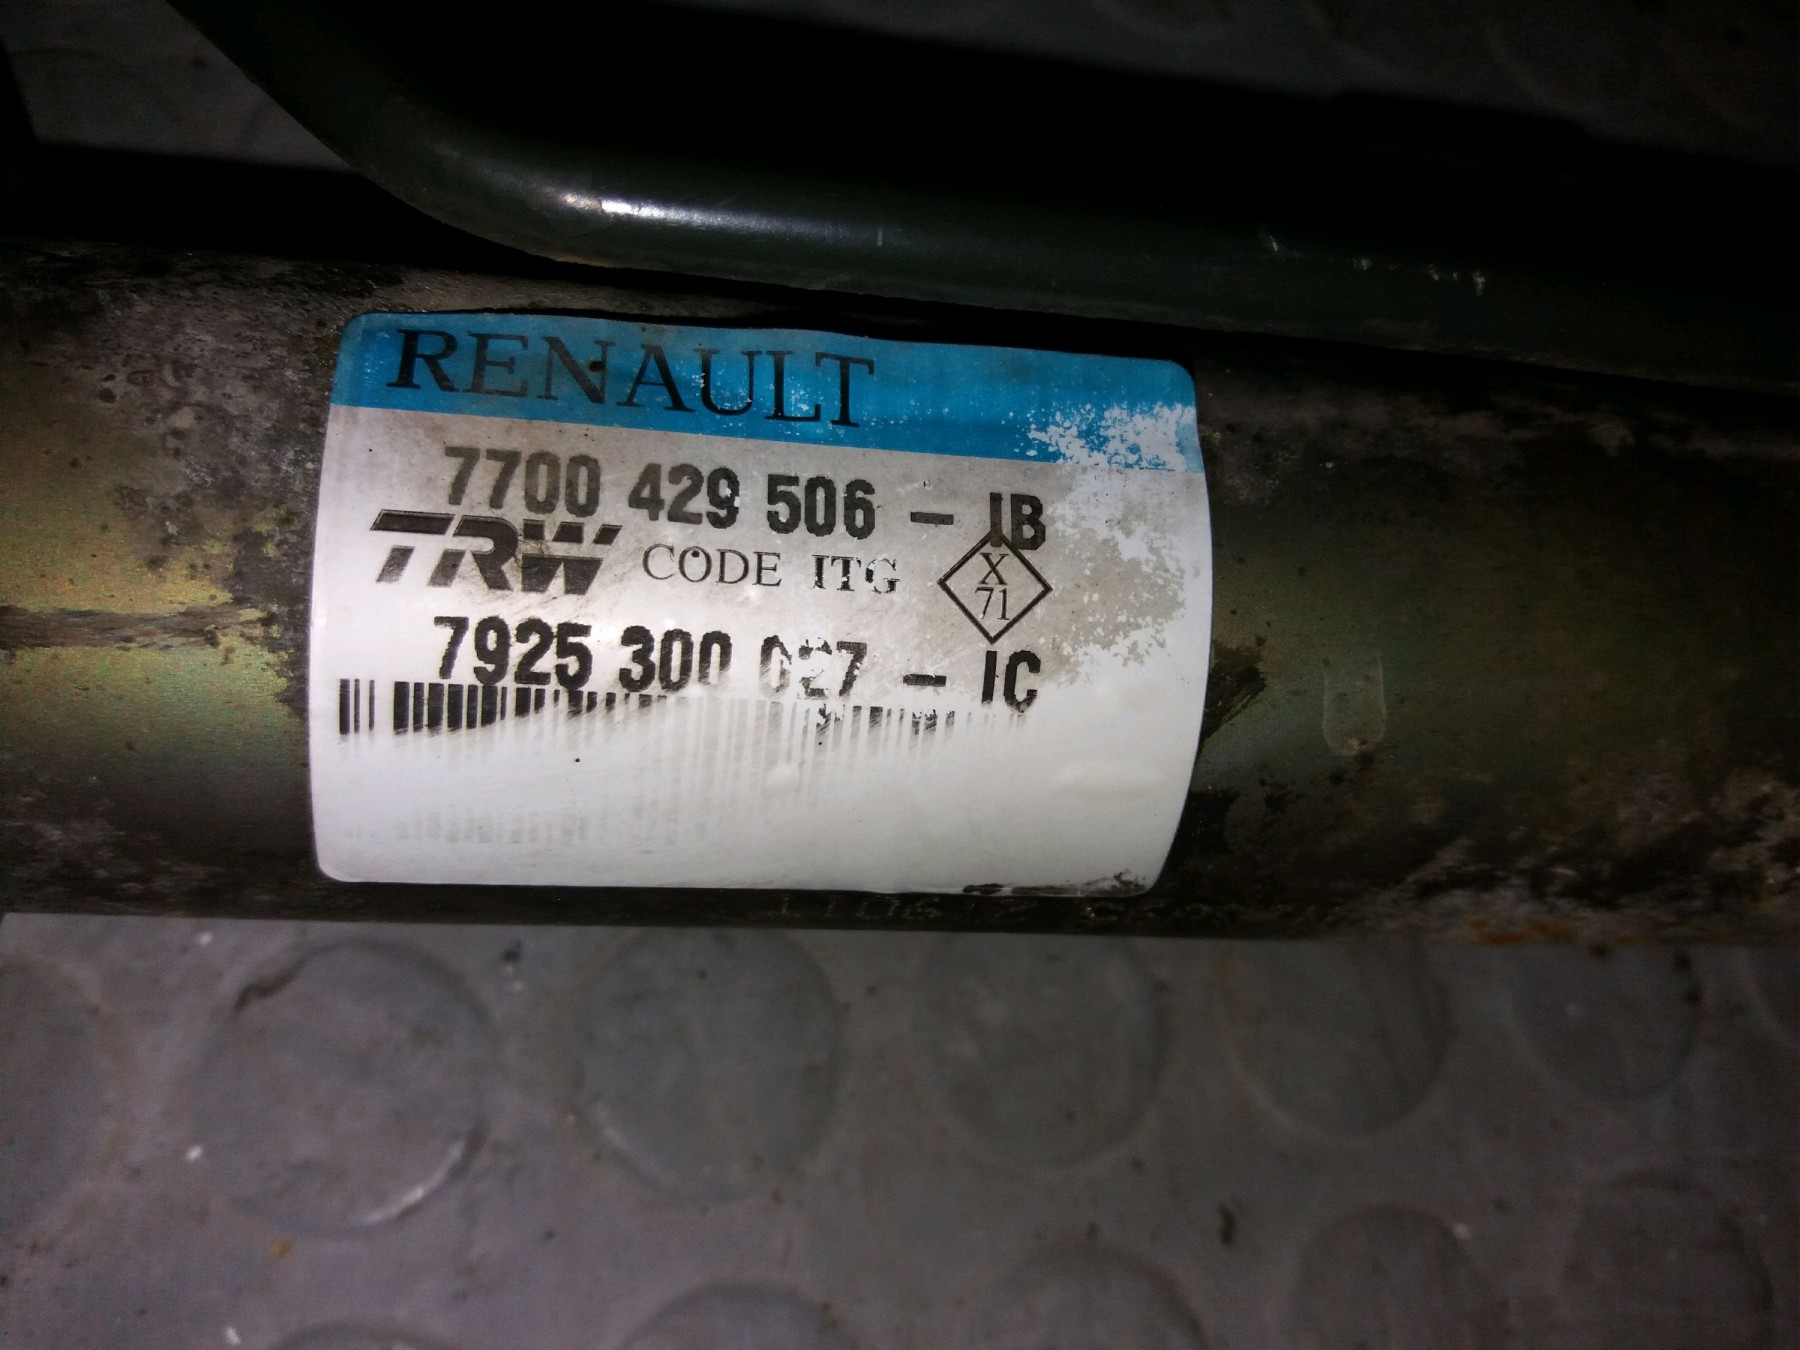 RENAULT
7700 429 506 - IB
TRW CODE ITG X 71
7925 300 027 - IC